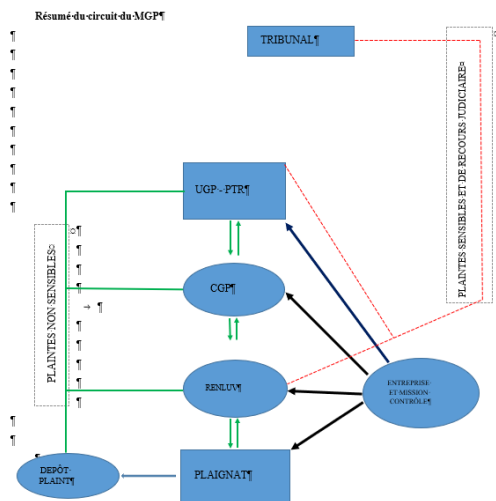 Résumé·du·circuit·du·MGP¶
TRIBUNAL¶
PLAINTES·SENSIBLES·ET·DE·RECOURS·JUDICIAIRE¤
UGP·-·PTR¶
PLAINTES·NON·SENSIBLES¤
CGP¶
RENLUV¶
ENTREPRISE·
ET·MISSION·
CONTRÔLE¶
PLAIGNAT¶
DEPÔT·
PLAINT¶